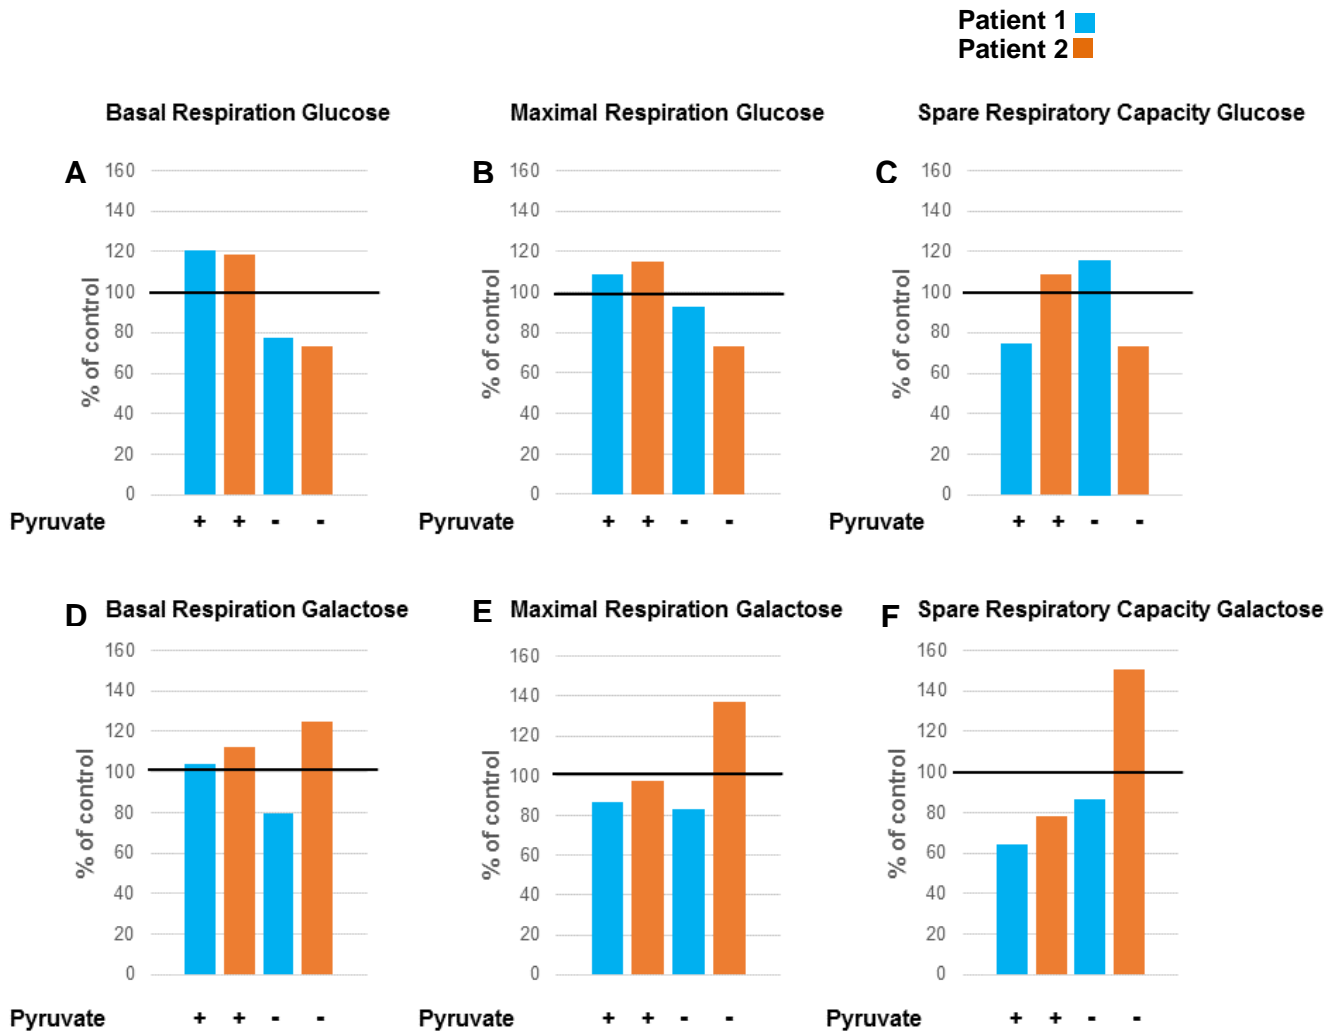 Patient 1
Patient 2
Basal Respiration Glucose
Maximal Respiration Glucose
Spare Respiratory Capacity Glucose
A
160
140
120
100
80
60
40
20
0
% of control
Pyruvate + + - -
B
160
140
120
100
80
60
40
20
0
% of control
Pyruvate + + - -
C
160
140
120
100
80
60
40
20
0
% of control
Pyruvate + + - -
D Basal Respiration Galactose
160
140
120
100
80
60
40
20
0
% of control
Pyruvate + + - -
E Maximal Respiration Galactose
160
140
120
100
80
60
40
20
0
% of control
Pyruvate + + - -
F Spare Respiratory Capacity Galactose
160
140
120
100
80
60
40
20
0
% of control
Pyruvate + + - -